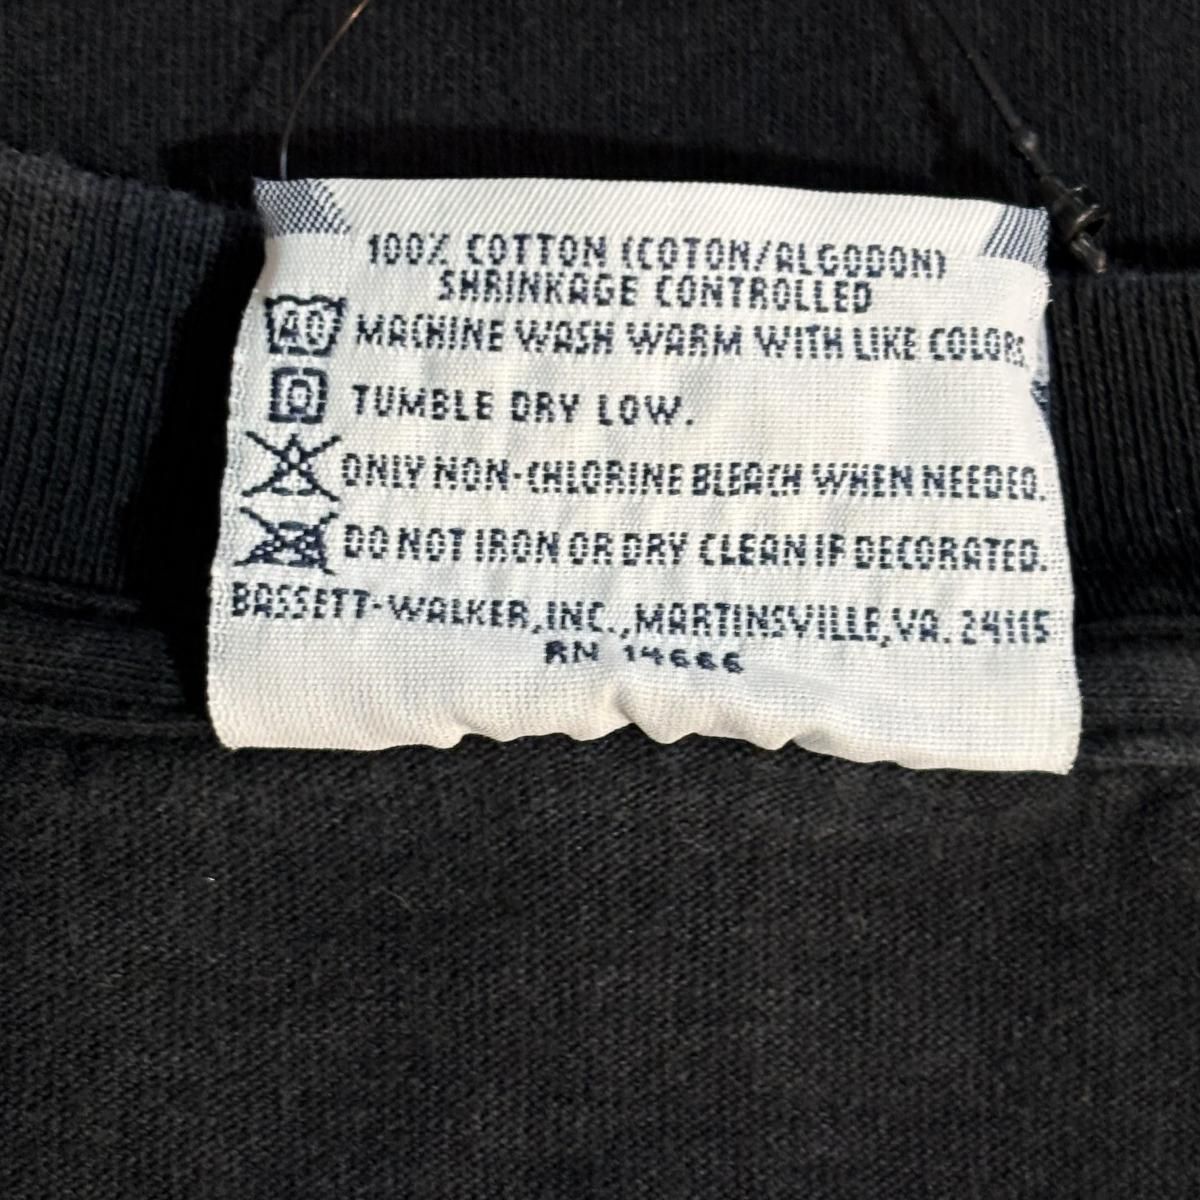 100% COTTON (COTON/ALGODON)
SHRINKAGE CONTROLLED
40 MACHINE WASH WARM WITH LIKE COLORS.
TUMBLE DRY LOW.
ONLY NON-CHLORINE BLEACH WHEN NEEDED.
DO NOT IRON OR DRY CLEAN IF DECORATED.
BASSETT-WALKER, INC., MARTINSVILLE, VA. 24115
RN 14666